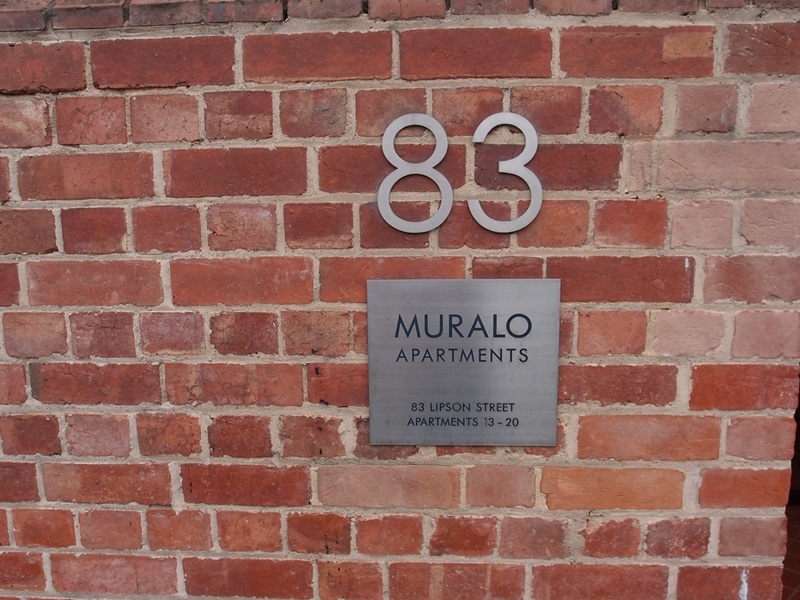 83
MURALO
APARTMENTS
83 LIPSON STREET
APARTMENTS 13 – 20